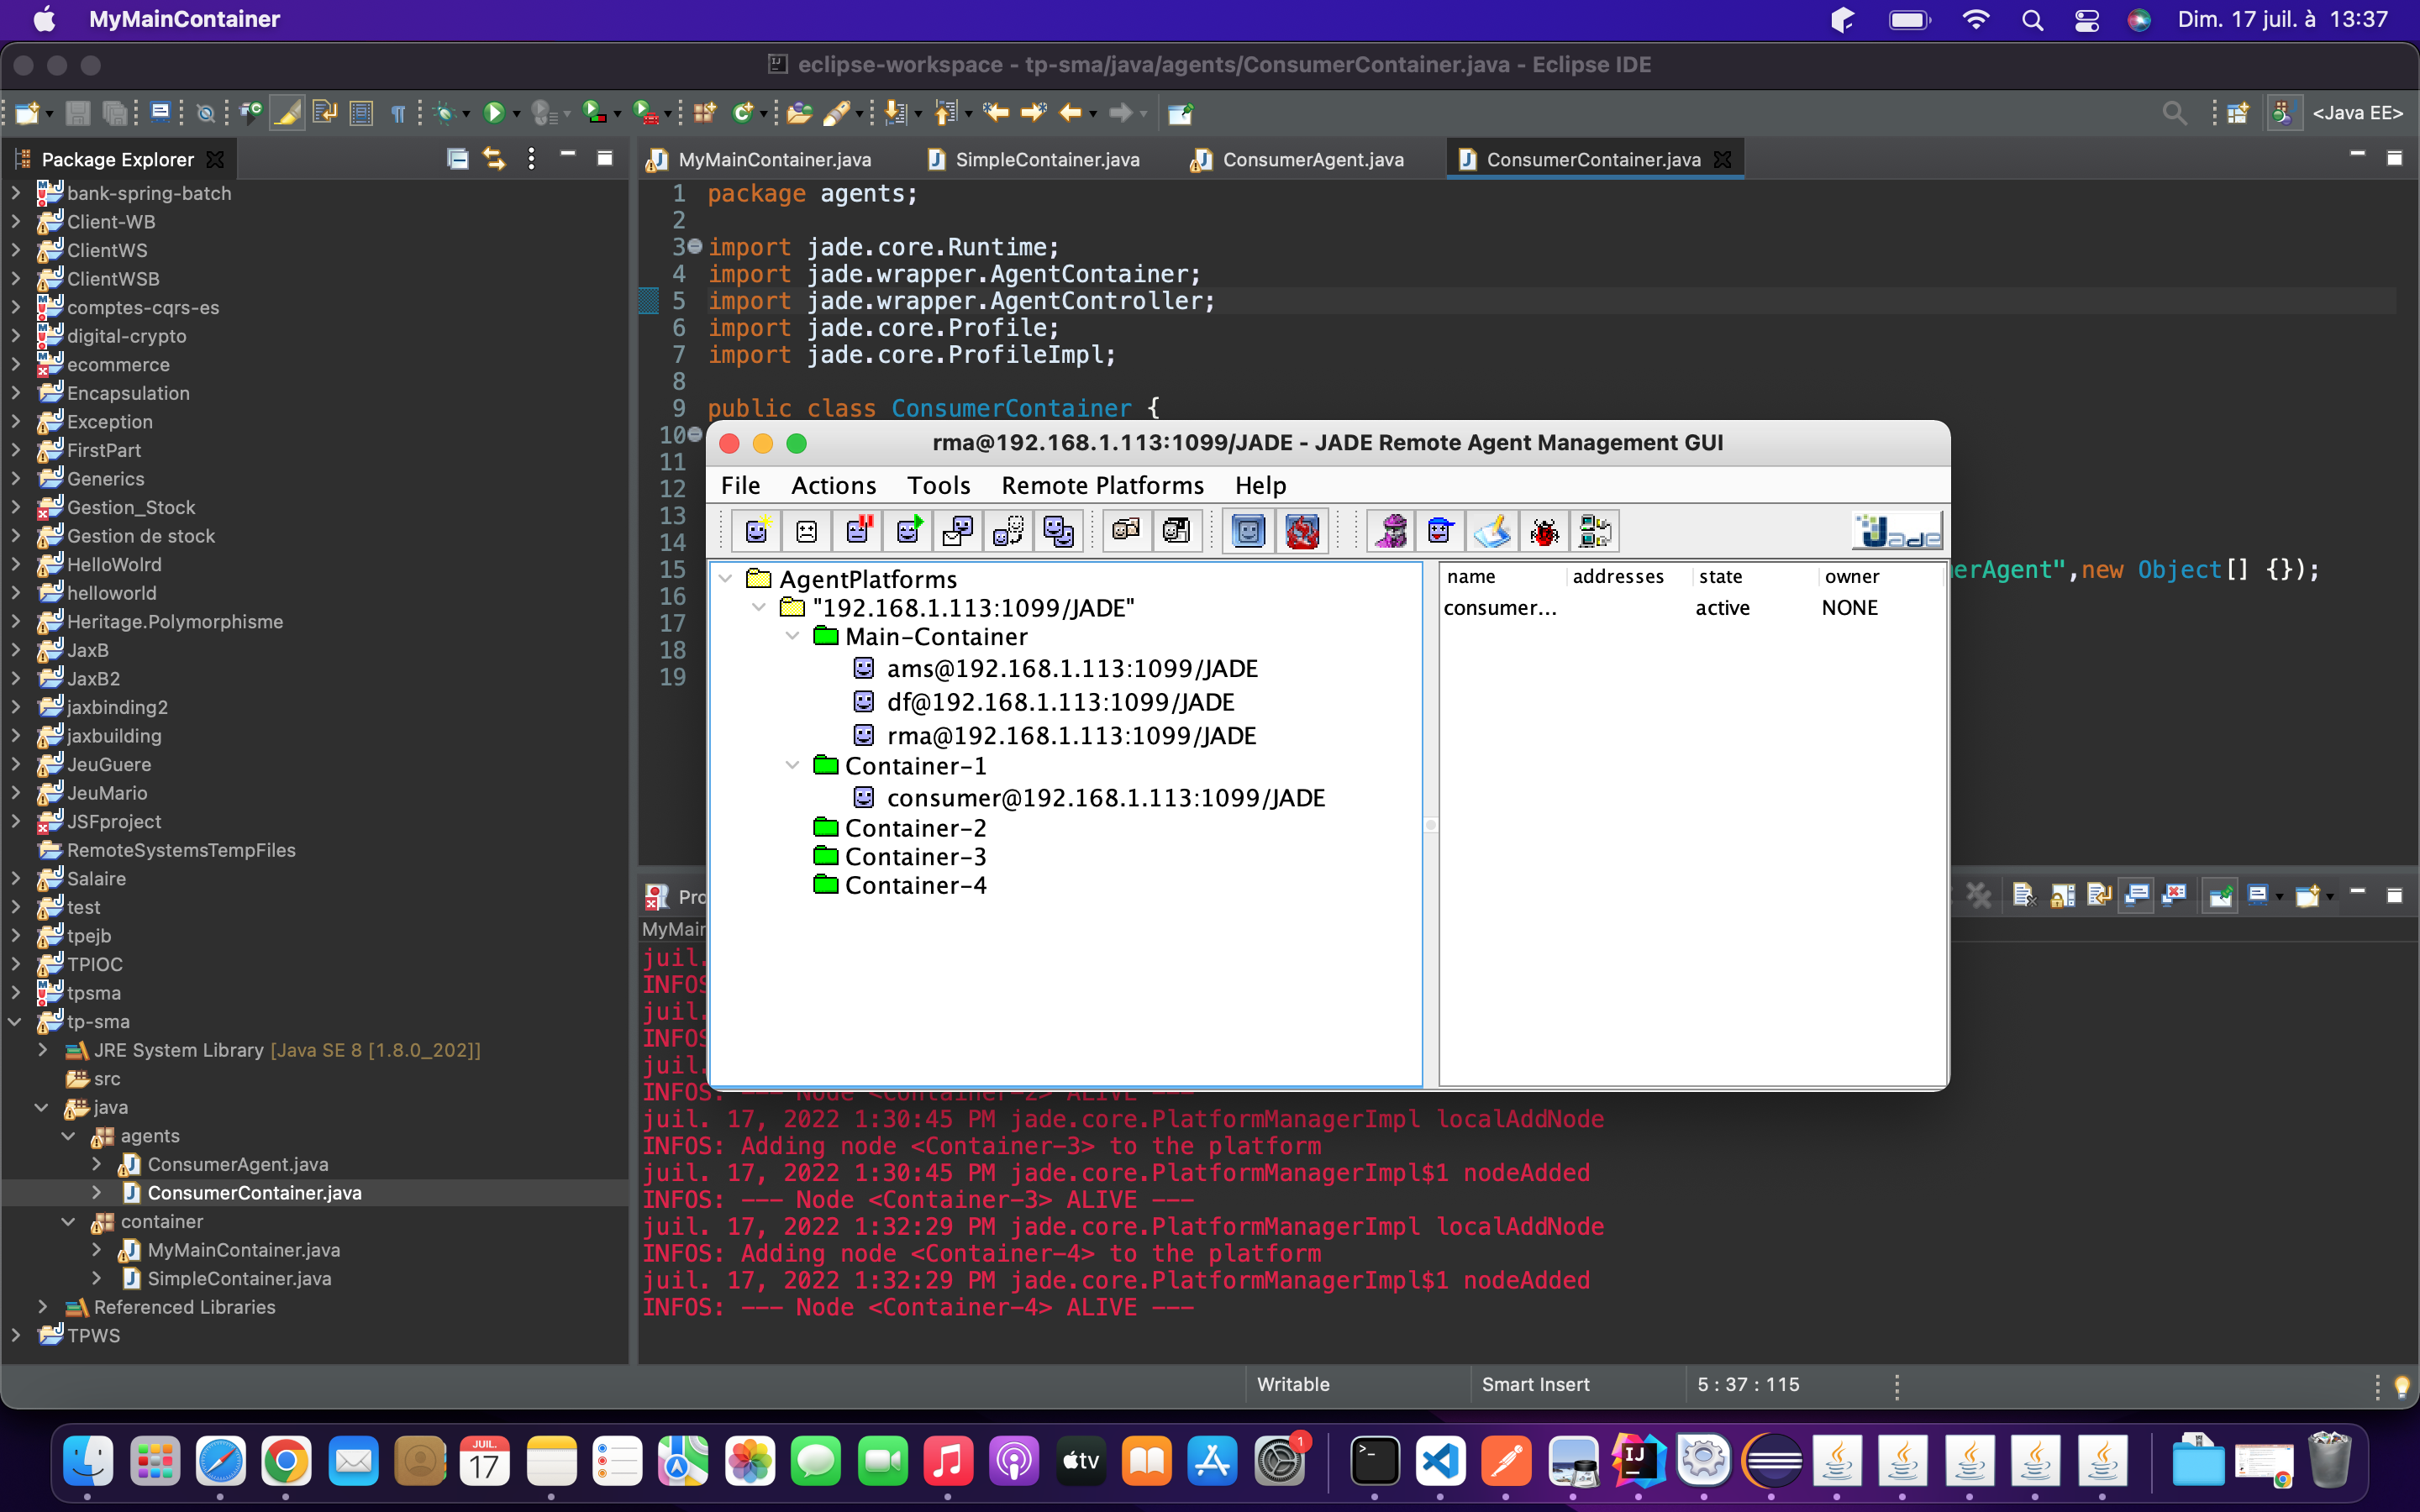 MyMainContainer
Dim. 17 juil. à 13:37
eclipse-workspace - tp-sma/java/agents/ConsumerContainer.java - Eclipse IDE
<Java EE>
Package Explorer
MyMainContainer.java
SimpleContainer.java
ConsumerAgent.java
ConsumerContainer.java
bank-spring-batch
Client-WB
ClientWS
ClientWSB
comptes-cqrs-es
digital-crypto
ecommerce
Encapsulation
Exception
FirstPart
Generics
Gestion_Stock
Gestion de stock
HelloWolrd
helloworld
Heritage.Polymorphisme
JaxB
JaxB2
jaxbinding2
jaxbuilding
JeuGuere
JeuMario
JSFproject
RemoteSystemsTempFiles
Salaire
test
tpejb
TPIOC
tpsma
tp-sma
JRE System Library [Java SE 8 [1.8.0_202]]
src
java
agents
ConsumerAgent.java
ConsumerContainer.java
container
MyMainContainer.java
SimpleContainer.java
Referenced Libraries
TPWS
1 package agents;
2
3 import jade.core.Runtime;
4 import jade.wrapper.AgentContainer;
5 import jade.wrapper.AgentController;
6 import jade.core.Profile;
7 import jade.core.ProfileImpl;
8
9 public class ConsumerContainer {
10
11
12
13
14
15 erAgent",new Object[] {});
16
17
18
19
rma@192.168.1.113:1099/JADE - JADE Remote Agent Management GUI
File Actions Tools Remote Platforms Help
Jade
AgentPlatforms
"192.168.1.113:1099/JADE"
Main-Container
ams@192.168.1.113:1099/JADE
df@192.168.1.113:1099/JADE
rma@192.168.1.113:1099/JADE
Container-1
consumer@192.168.1.113:1099/JADE
Container-2
Container-3
Container-4
name addresses state owner
consumer... active NONE
Pro
MyMain
juil.
INFOS
juil.
INFOS
juil.
INFOS: --- Node <Container-2> ALIVE ---
juil. 17, 2022 1:30:45 PM jade.core.PlatformManagerImpl localAddNode
INFOS: Adding node <Container-3> to the platform
juil. 17, 2022 1:30:45 PM jade.core.PlatformManagerImpl$1 nodeAdded
INFOS: --- Node <Container-3> ALIVE ---
juil. 17, 2022 1:32:29 PM jade.core.PlatformManagerImpl localAddNode
INFOS: Adding node <Container-4> to the platform
juil. 17, 2022 1:32:29 PM jade.core.PlatformManagerImpl$1 nodeAdded
INFOS: --- Node <Container-4> ALIVE ---
Writable
Smart Insert
5 : 37 : 115
JUIL.
17
tv
1
IJ